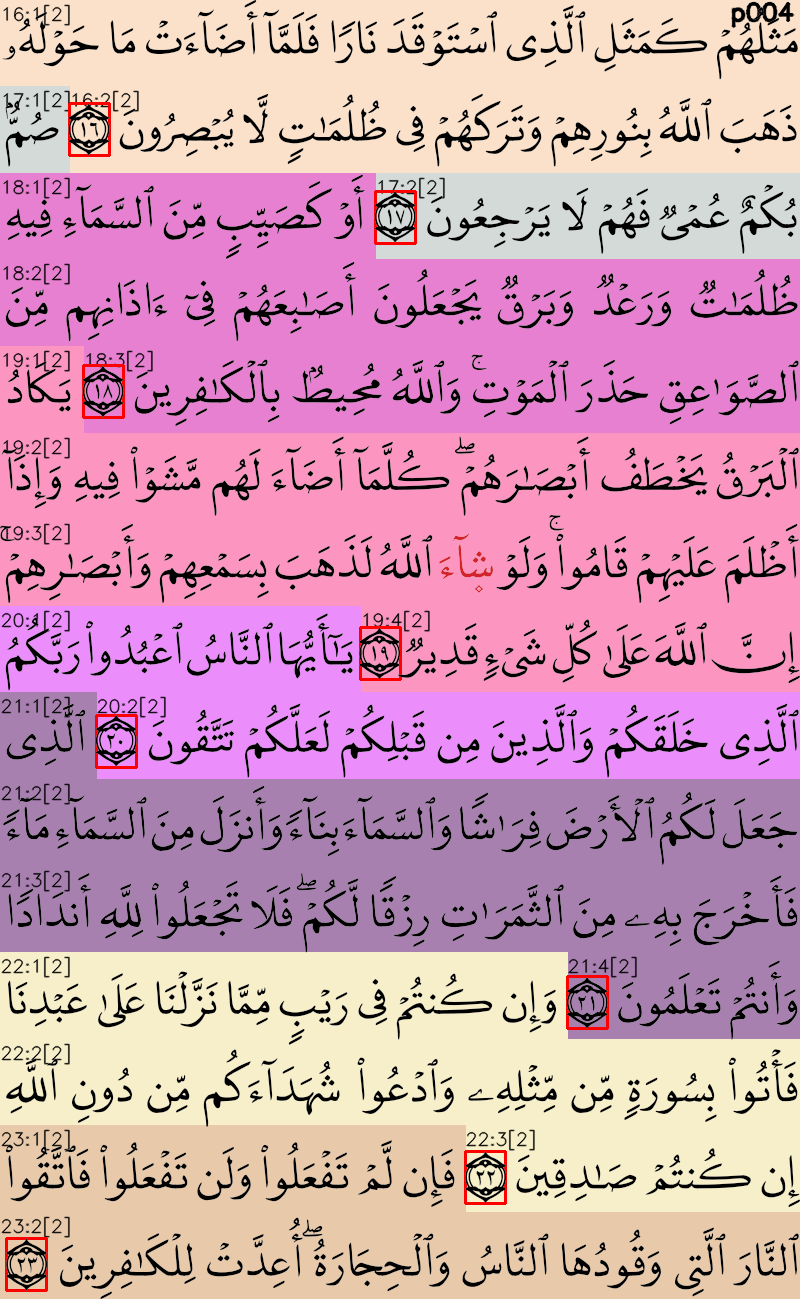 16:1[2] p004
مَثَلُهُمۡ كَمَثَلِ ٱلَّذِى ٱسۡتَوۡقَدَ نَارًا فَلَمَّآ أَضَآءَتۡ مَا حَوۡلَهُۥ
17:1[2] 16:2[2]
ذَهَبَ ٱللَّهُ بِنُورِهِمۡ وَتَرَكَهُمۡ فِى ظُلُمَٰتٍ لَّا يُبۡصِرُونَ ١٦ صُمُّۢ
18:1[2] 17:2[2]
بُكۡمٌ عُمۡىٌ فَهُمۡ لَا يَرۡجِعُونَ ١٧ أَوۡ كَصَيِّبٍ مِّنَ ٱلسَّمَآءِ فِيهِ
18:2[2]
ظُلُمَٰتٌ وَرَعۡدٌ وَبَرۡقٌ يَجۡعَلُونَ أَصَٰبِعَهُمۡ فِىٓ ءَاذَانِهِم مِّنَ
19:1[2] 18:3[2]
ٱلصَّوَٰعِقِ حَذَرَ ٱلۡمَوۡتِۚ وَٱللَّهُ مُحِيطُۢ بِٱلۡكَٰفِرِينَ ١٨ يَكَادُ
19:2[2]
ٱلۡبَرۡقُ يَخۡطَفُ أَبۡصَٰرَهُمۡۖ كُلَّمَآ أَضَآءَ لَهُم مَّشَوۡاْ فِيهِ وَإِذَآ
19:3[2]
أَظۡلَمَ عَلَيۡهِمۡ قَامُواْۚ وَلَوۡ شَآءَ ٱللَّهُ لَذَهَبَ بِسَمۡعِهِمۡ وَأَبۡصَٰرِهِمۡۚ
20:1[2] 19:4[2]
إِنَّ ٱللَّهَ عَلَىٰ كُلِّ شَىۡءٍ قَدِيرٌ ١٩ يَٰٓأَيُّهَا ٱلنَّاسُ ٱعۡبُدُواْ رَبَّكُمُ
21:1[2] 20:2[2]
ٱلَّذِى خَلَقَكُمۡ وَٱلَّذِينَ مِن قَبۡلِكُمۡ لَعَلَّكُمۡ تَتَّقُونَ ٢٠ ٱلَّذِى
21:2[2]
جَعَلَ لَكُمُ ٱلۡأَرۡضَ فِرَٰشًا وَٱلسَّمَآءَ بِنَآءً وَأَنزَلَ مِنَ ٱلسَّمَآءِ مَآءً
21:3[2]
فَأَخۡرَجَ بِهِۦ مِنَ ٱلثَّمَرَٰتِ رِزۡقًا لَّكُمۡۖ فَلَا تَجۡعَلُواْ لِلَّهِ أَندَادًا
22:1[2] 21:4[2]
وَأَنتُمۡ تَعۡلَمُونَ ٢١ وَإِن كُنتُمۡ فِى رَيۡبٍ مِّمَّا نَزَّلۡنَا عَلَىٰ عَبۡدِنَا
22:2[2]
فَأۡتُواْ بِسُورَةٍ مِّن مِّثۡلِهِۦ وَٱدۡعُواْ شُهَدَآءَكُم مِّن دُونِ ٱللَّهِ
23:1[2] 22:3[2]
إِن كُنتُمۡ صَٰدِقِينَ ٢٢ فَإِن لَّمۡ تَفۡعَلُواْ وَلَن تَفۡعَلُواْ فَٱتَّقُواْ
23:2[2]
ٱلنَّارَ ٱلَّتِى وَقُودُهَا ٱلنَّاسُ وَٱلۡحِجَارَةُۖ أُعِدَّتۡ لِلۡكَٰفِرِينَ ٢٣